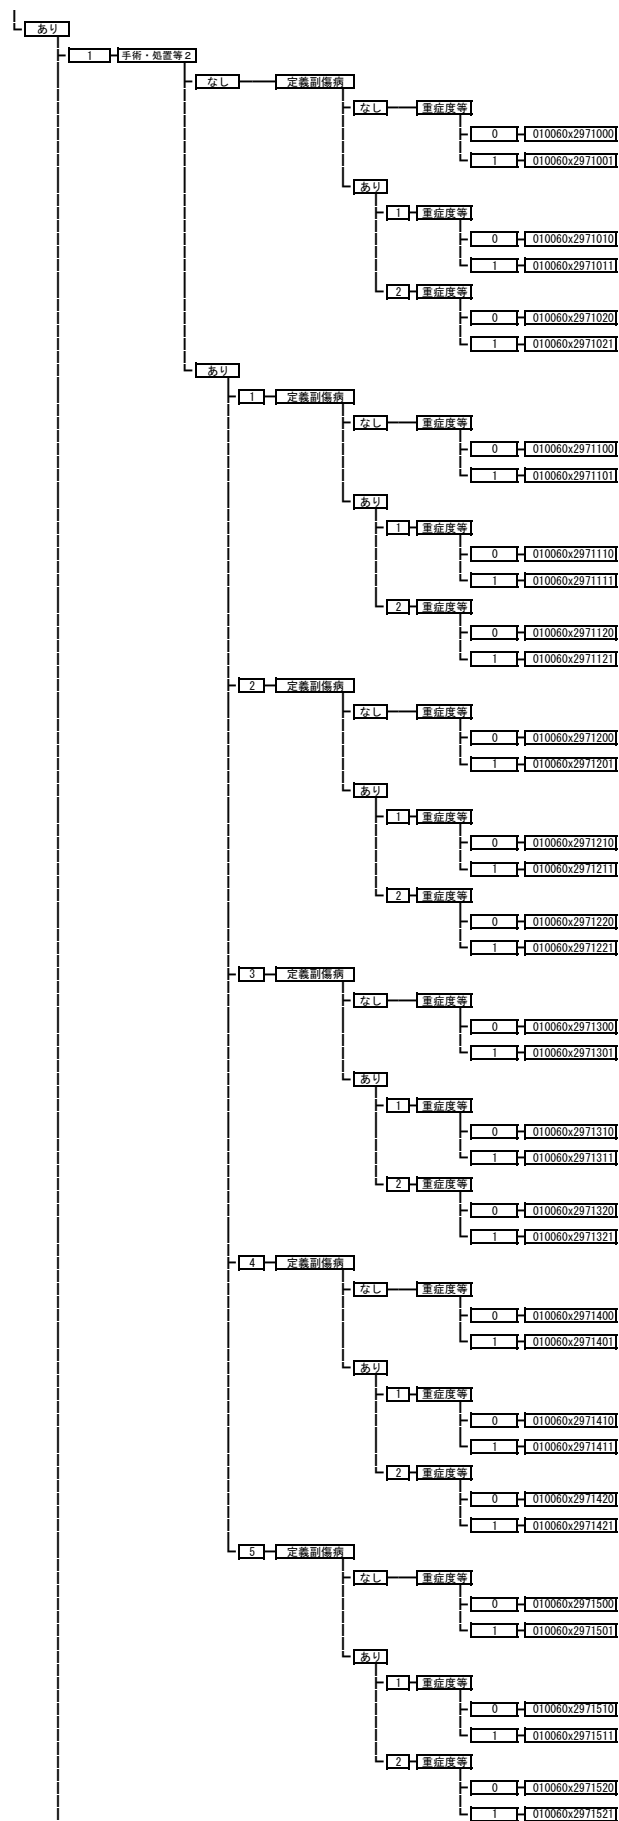 あり
1 手術・処置等2
なし 定義副傷病
なし 重症度等
0 010060x2971000
1 010060x2971001
あり
1 重症度等
0 010060x2971010
1 010060x2971011
2 重症度等
0 010060x2971020
1 010060x2971021
あり
1 定義副傷病
なし 重症度等
0 010060x2971100
1 010060x2971101
あり
1 重症度等
0 010060x2971110
1 010060x2971111
2 重症度等
0 010060x2971120
1 010060x2971121
2 定義副傷病
なし 重症度等
0 010060x2971200
1 010060x2971201
あり
1 重症度等
0 010060x2971210
1 010060x2971211
2 重症度等
0 010060x2971220
1 010060x2971221
3 定義副傷病
なし 重症度等
0 010060x2971300
1 010060x2971301
あり
1 重症度等
0 010060x2971310
1 010060x2971311
2 重症度等
0 010060x2971320
1 010060x2971321
4 定義副傷病
なし 重症度等
0 010060x2971400
1 010060x2971401
あり
1 重症度等
0 010060x2971410
1 010060x2971411
2 重症度等
0 010060x2971420
1 010060x2971421
5 定義副傷病
なし 重症度等
0 010060x2971500
1 010060x2971501
あり
1 重症度等
0 010060x2971510
1 010060x2971511
2 重症度等
0 010060x2971520
1 010060x2971521